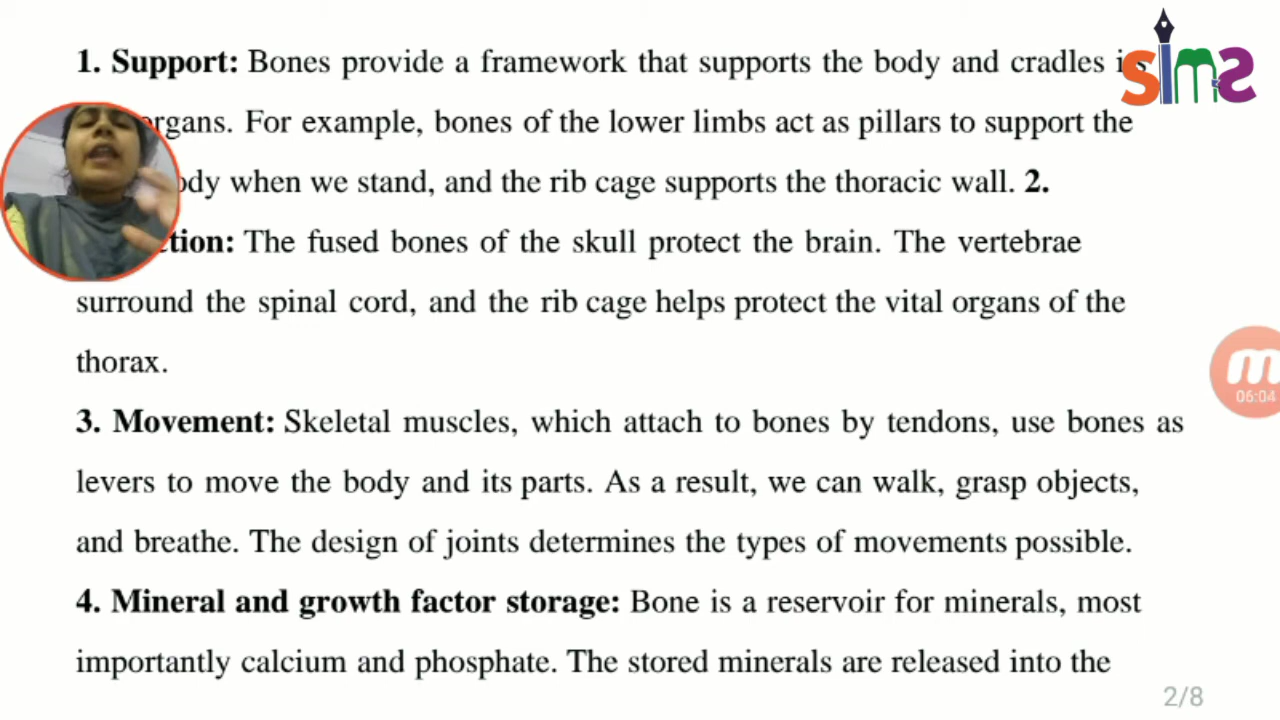 1. Support: Bones provide a framework that supports the body and cradles
organs. For example, bones of the lower limbs act as pillars to support the
when we stand, and the rib cage supports the thoracic wall. 2.
The fused bones of the skull protect the brain. The vertebrae
surround the spinal cord, and the rib cage helps protect the vital organs of the
thorax.
3. Movement: Skeletal muscles, which attach to bones by tendons, use bones as
levers to move the body and its parts. As a result, we can walk, grasp objects,
and breathe. The design of joints determines the types of movements possible.
4. Mineral and growth factor storage: Bone is a reservoir for minerals, most
importantly calcium and phosphate. The stored minerals are released into the
2/8
SIMS
m
06:04